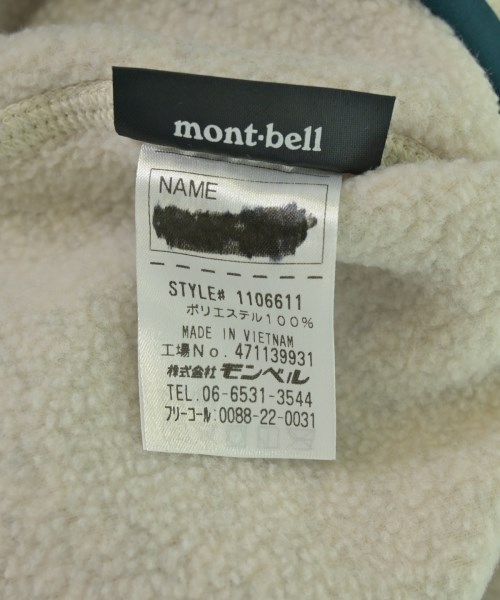 mont·bell
NAME
STYLE# 1106611
ポリエステル100%
MADE IN VIETNAM
工場No. 471139931
株式会社 モンベル
TEL. 06-6531-3544
フリーコール: 0088-22-0031